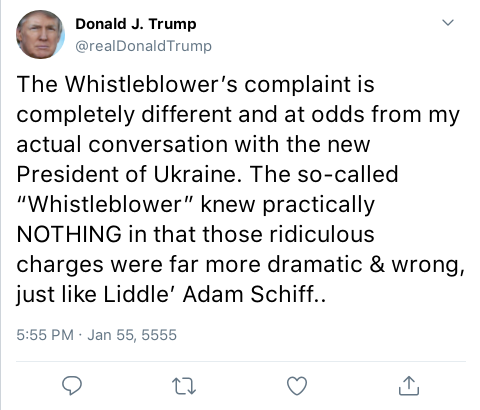 Donald J. Trump
@realDonaldTrump
The Whistleblower’s complaint is
completely different and at odds from my
actual conversation with the new
President of Ukraine. The so-called
“Whistleblower” knew practically
NOTHING in that those ridiculous
charges were far more dramatic & wrong,
just like Liddle’ Adam Schiff..
5:55 PM · Jan 55, 5555